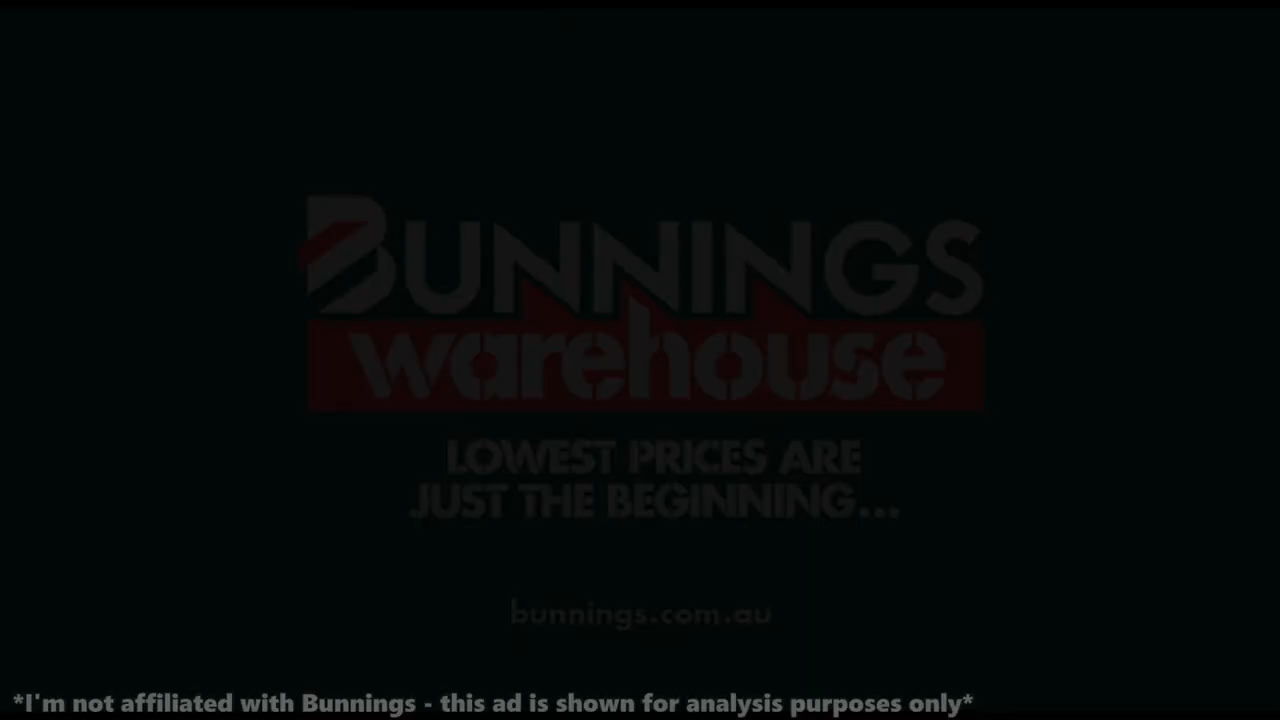 BUNNINGS
warehouse
LOWEST PRICES ARE
JUST THE BEGINNING...
bunnings.com.au
*I'm not affiliated with Bunnings - this ad is shown for analysis purposes only*